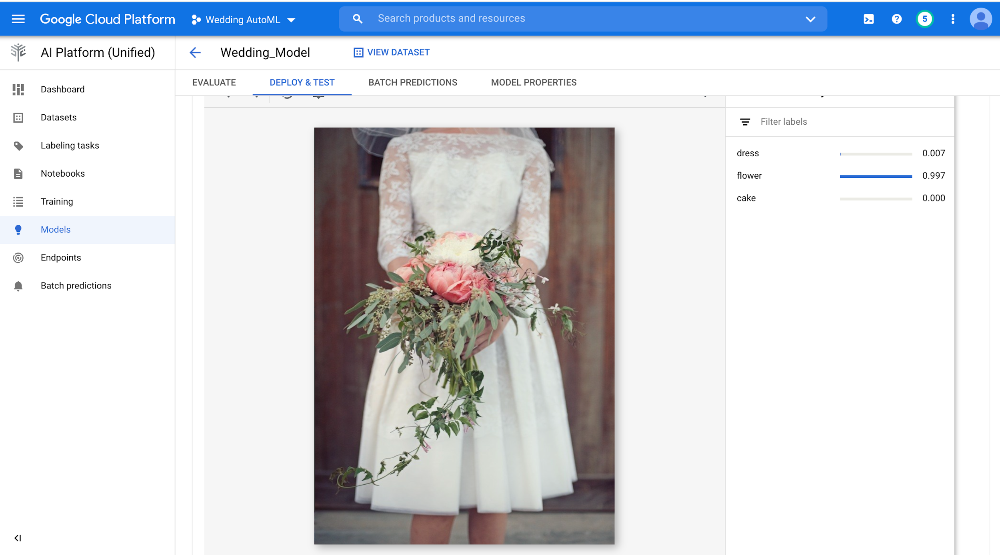 Google Cloud Platform
Wedding AutoML
Search products and resources
5
AI Platform (Unified)
Wedding_Model
VIEW DATASET
EVALUATE
DEPLOY & TEST
BATCH PREDICTIONS
MODEL PROPERTIES
Dashboard
Datasets
Labeling tasks
Notebooks
Training
Models
Endpoints
Batch predictions
Filter labels
dress 0.007
flower 0.997
cake 0.000